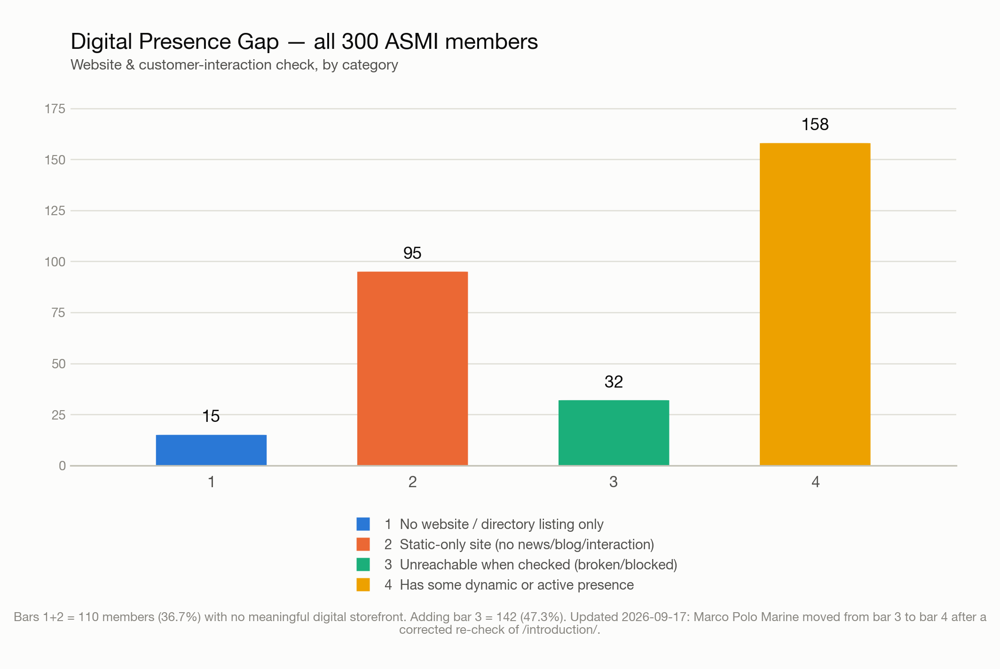 Digital Presence Gap — all 300 ASMI members
Website & customer-interaction check, by category
175
150
125
100
75
50
25
0
15
95
32
158
1
2
3
4
1 No website / directory listing only
2 Static-only site (no news/blog/interaction)
3 Unreachable when checked (broken/blocked)
4 Has some dynamic or active presence
Bars 1+2 = 110 members (36.7%) with no meaningful digital storefront. Adding bar 3 = 142 (47.3%). Updated 2026-09-17: Marco Polo Marine moved from bar 3 to bar 4 after a
corrected re-check of /introduction/.